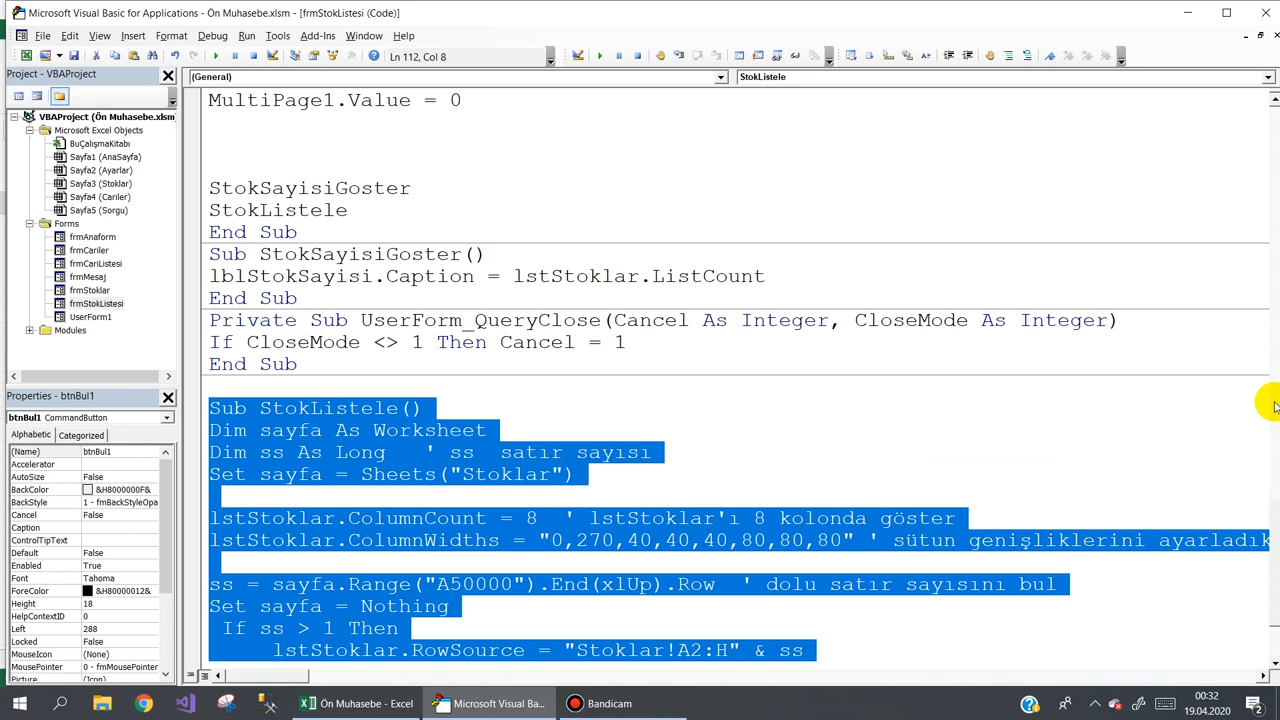 Microsoft Visual Basic for Applications - Ön Muhasebe.xlsm - [frmStokListesi (Code)]
File Edit View Insert Format Debug Run Tools Add-Ins Window Help
Ln 112, Col 8
Project - VBAProject
(General)
StokListele
VBAProject (Ön Muhasebe.xlsm)
Microsoft Excel Objects
BuÇalışmaKitabı
Sayfa1 (AnaSayfa)
Sayfa2 (Ayarlar)
Sayfa3 (Stoklar)
Sayfa4 (Cariler)
Sayfa5 (Sorgu)
Forms
frmAnaform
frmCariler
frmCariListesi
frmMesaj
frmStoklar
frmStokListesi
UserForm1
Modules
Properties - btnBul1
btnBul1 CommandButton
Alphabetic Categorized
(Name) btnBul1
Accelerator
AutoSize False
BackColor &H8000000F&
BackStyle 1 - fmBackStyleOpa
Cancel False
Caption
ControlTipText
Default False
Enabled True
Font Tahoma
ForeColor &H80000012&
Height 18
HelpContextID 0
Left 288
Locked False
MouseIcon (None)
MousePointer 0 - fmMousePointer
Picture (Icon)
MultiPage1.Value = 0
StokSayisiGoster
StokListele
End Sub
Sub StokSayisiGoster()
lblStokSayisi.Caption = lstStoklar.ListCount
End Sub
Private Sub UserForm_QueryClose(Cancel As Integer, CloseMode As Integer)
If CloseMode <> 1 Then Cancel = 1
End Sub
Sub StokListele()
Dim sayfa As Worksheet
Dim ss As Long ' ss satır sayısı
Set sayfa = Sheets("Stoklar")
lstStoklar.ColumnCount = 8 ' lstStoklar'ı 8 kolonda göster
lstStoklar.ColumnWidths = "0,270,40,40,40,80,80,80" ' sütun genişliklerini ayarladık
ss = sayfa.Range("A50000").End(xlUp).Row ' dolu satır sayısını bul
Set sayfa = Nothing
If ss > 1 Then
lstStoklar.RowSource = "Stoklar!A2:H" & ss
Ön Muhasebe - Excel
Microsoft Visual Ba...
Bandicam
00:32
19.04.2020
2